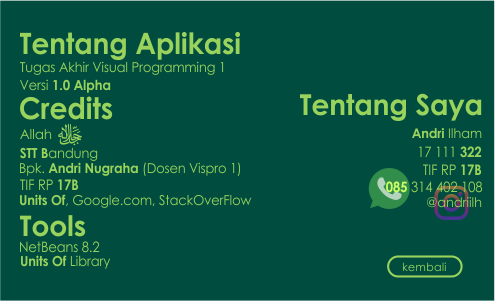 Tentang Aplikasi
Tugas Akhir Visual Programming 1
Versi 1.0 Alpha
Credits
Allah ﷻ
STT Bandung
Bpk. Andri Nugraha (Dosen Vispro 1)
TIF RP 17B
Units Of, Google.com, StackOverFlow
Tools
NetBeans 8.2
Units Of Library
Tentang Saya
Andri Ilham
17 111 322
TIF RP 17B
085 314 402 108
@andriilh
kembali